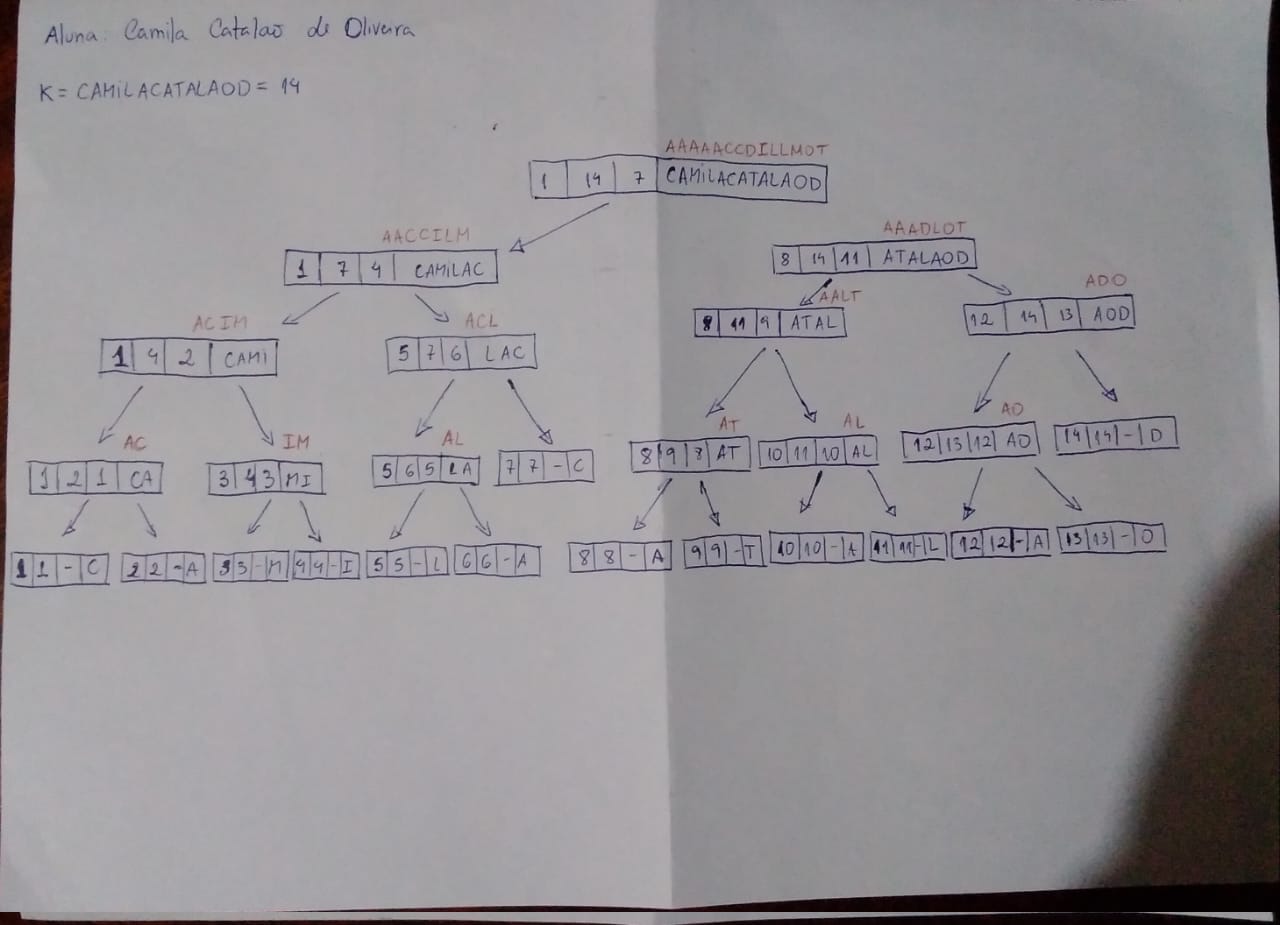 Aluna: Camila Catalao de Oliveira
K = CAMILACATALAOD = 14
AAAAACCDILLMOT
1 14 7 CAMILACATALAOD
AACCILM AAADLOT
1 7 4 CAMILAC 8 14 11 ATALAOD
ACIM ACL AALT ADO
1 4 2 CAMI 5 7 6 LAC 8 11 9 ATAL 12 14 13 AOD
AC IM AL AT AL AO
1 2 1 CA 3 4 3 MI 5 6 5 LA 7 7 - C 8 9 8 AT 10 11 10 AL 12 13 12 AO 14 14 - D
1 1 - C 2 2 - A 3 3 - M 4 4 - I 5 5 - L 6 6 - A 8 8 - A 9 9 - T 10 10 - A 11 11 - L 12 12 - A 13 13 - O